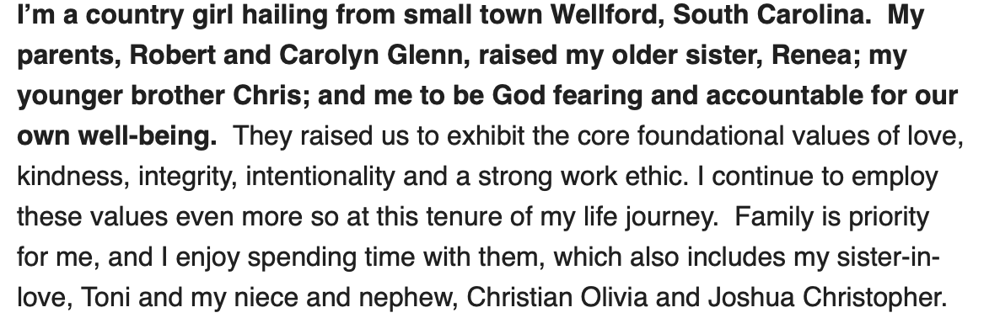 I’m a country girl hailing from small town Wellford, South Carolina.  My
parents, Robert and Carolyn Glenn, raised my older sister, Renea; my
younger brother Chris; and me to be God fearing and accountable for our
own well-being.  They raised us to exhibit the core foundational values of love,
kindness, integrity, intentionality and a strong work ethic. I continue to employ
these values even more so at this tenure of my life journey.  Family is priority
for me, and I enjoy spending time with them, which also includes my sister-in-
love, Toni and my niece and nephew, Christian Olivia and Joshua Christopher.